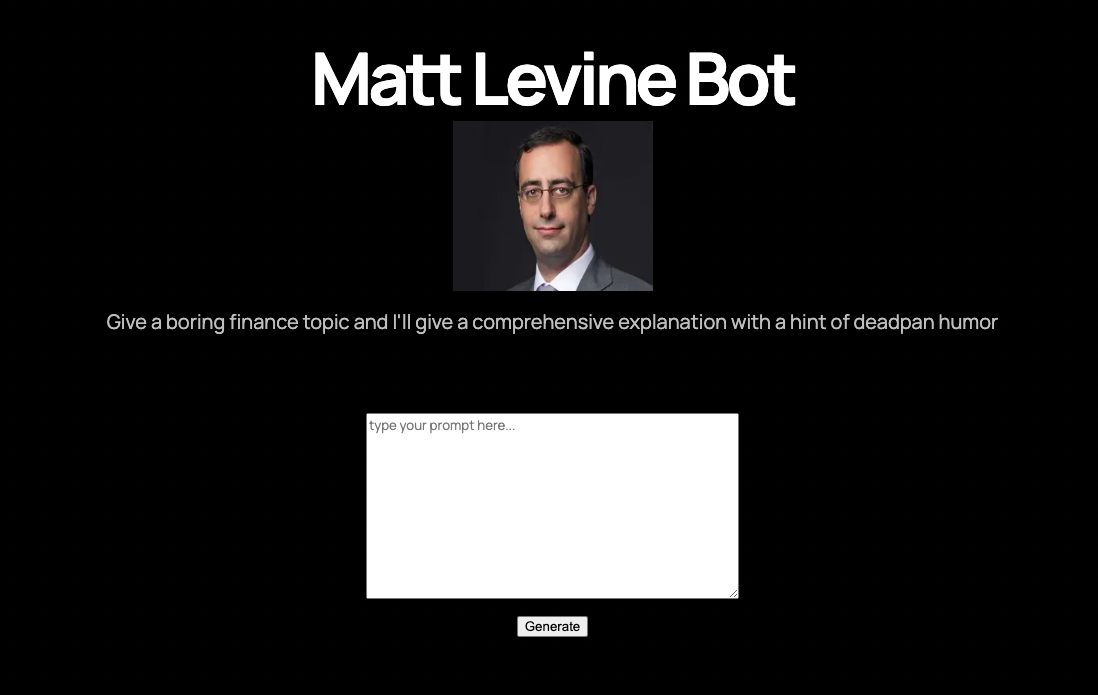 Matt Levine Bot
Give a boring finance topic and I'll give a comprehensive explanation with a hint of deadpan humor
type your prompt here...
Generate